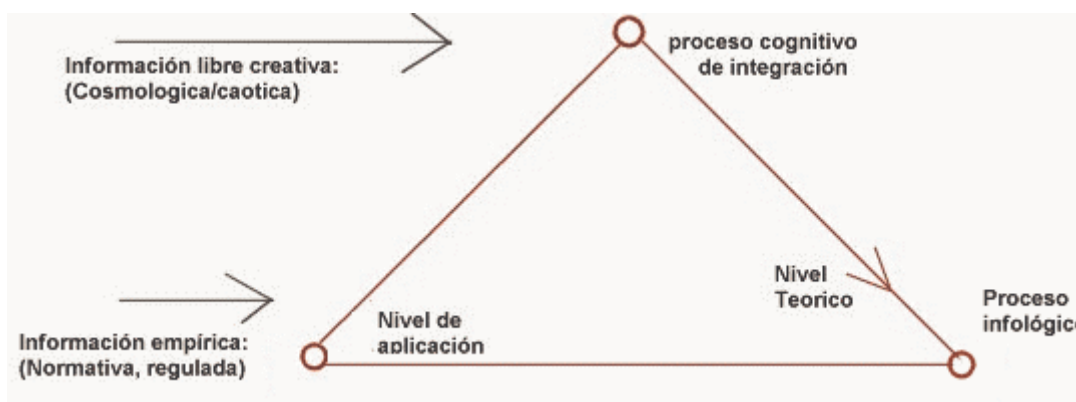 proceso cognitivo
de integración
Información libre creativa:
(Cosmologica/caotica)
Nivel
Teorico
Proceso
infológico
Nivel de
aplicación
Información empírica:
(Normativa, regulada)